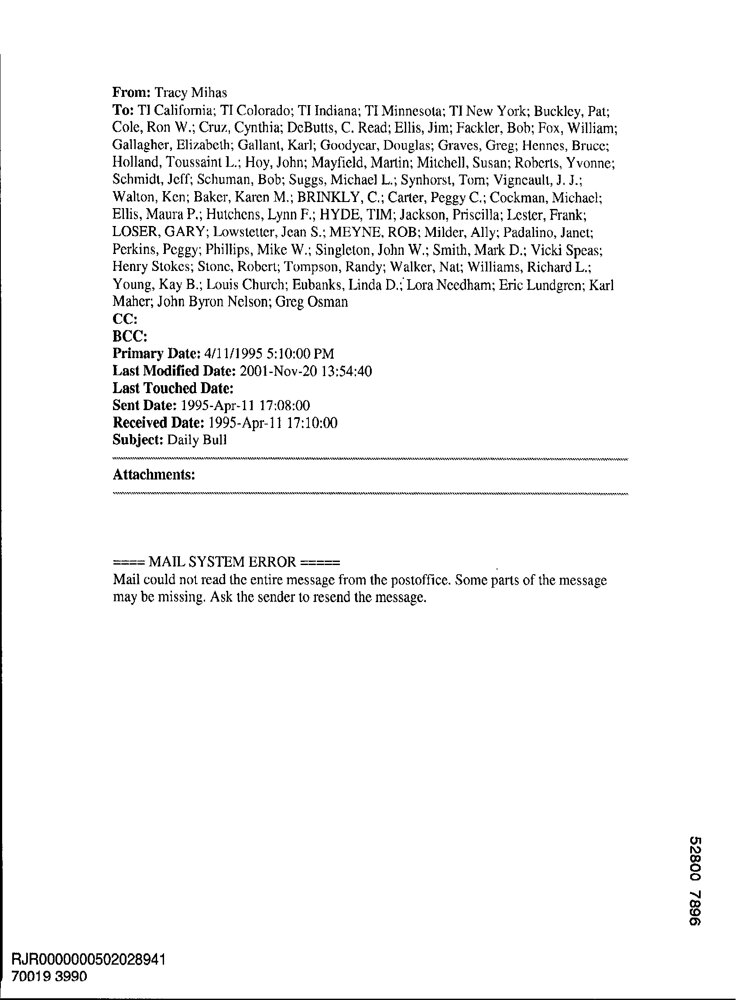 From: Tracy Mihas
To: TI California; TI Colorado; TI Indiana; TI Minnesota; TI New York; Buckley, Pat;
Cole, Ron W.; Cruz, Cynthia; DeButts, C. Read; Ellis, Jim; Fackler, Bob; Fox, William;
Gallagher, Elizabeth; Gallant, Karl; Goodyear, Douglas; Graves, Greg; Hennes, Bruce;
Holland, Toussaint L.; Hoy, John; Mayfield, Martin; Mitchell, Susan; Roberts, Yvonne;
Schmidt, Jeff; Schuman, Bob; Suggs, Michael L.; Synhorst, Tom; Vigneault, J. J.;
Walton, Ken; Baker, Karen M.; BRINKLY, C.; Carter, Peggy C.; Cockman, Michael;
Ellis, Maura P.; Hutchens, Lynn F.; HYDE, TIM; Jackson, Priscilla; Lester, Frank;
LOSER, GARY; Lowstetter, Jean S.; MEYNE, ROB; Milder, Ally; Padalino, Janet;
Perkins, Peggy; Phillips, Mike W.; Singleton, John W.; Smith, Mark D.; Vicki Speas;
Henry Stokes; Stone, Robert; Tompson, Randy; Walker, Nat; Williams, Richard L.;
Young, Kay B.; Louis Church; Eubanks, Linda D.; Lora Needham; Eric Lundgren; Karl
Maher; John Byron Nelson; Greg Osman
CC:
BCC:
Primary Date: 4/11/1995 5:10:00 PM
Last Modified Date: 2001-Nov-20 13:54:40
Last Touched Date:
Sent Date: 1995-Apr-11 17:08:00
Received Date: 1995-Apr-11 17:10:00
Subject: Daily Bull
Attachments:
==== MAIL SYSTEM ERROR =====
Mail could not read the entire message from the postoffice. Some parts of the message
may be missing. Ask the sender to resend the message.
52800 7896
RJR0000000502028941
70019 3990